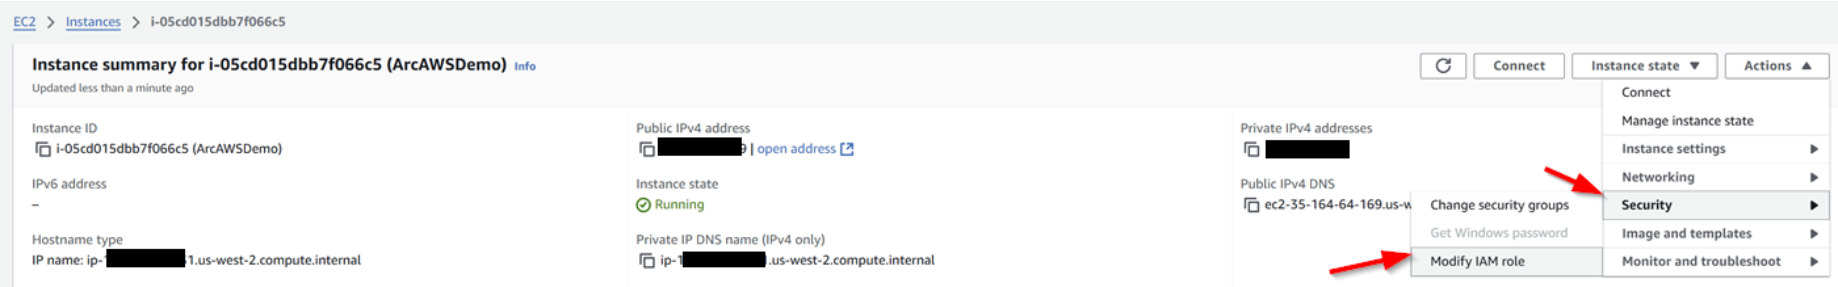 EC2 > Instances > i-05cd015dbb7f066c5
Instance summary for i-05cd015dbb7f066c5 (ArcAWSDemo) Info
Updated less than a minute ago
Connect
Instance state
Actions
Instance ID
i-05cd015dbb7f066c5 (ArcAWSDemo)
IPv6 address
–
Hostname type
IP name: ip- 1.us-west-2.compute.internal
Public IPv4 address
9 | open address
Instance state
Running
Private IP DNS name (IPv4 only)
ip-1 .us-west-2.compute.internal
Private IPv4 addresses
Public IPv4 DNS
ec2-35-164-64-169.us-w
Connect
Manage instance state
Instance settings
Networking
Security
Image and templates
Monitor and troubleshoot
Change security groups
Get Windows password
Modify IAM role